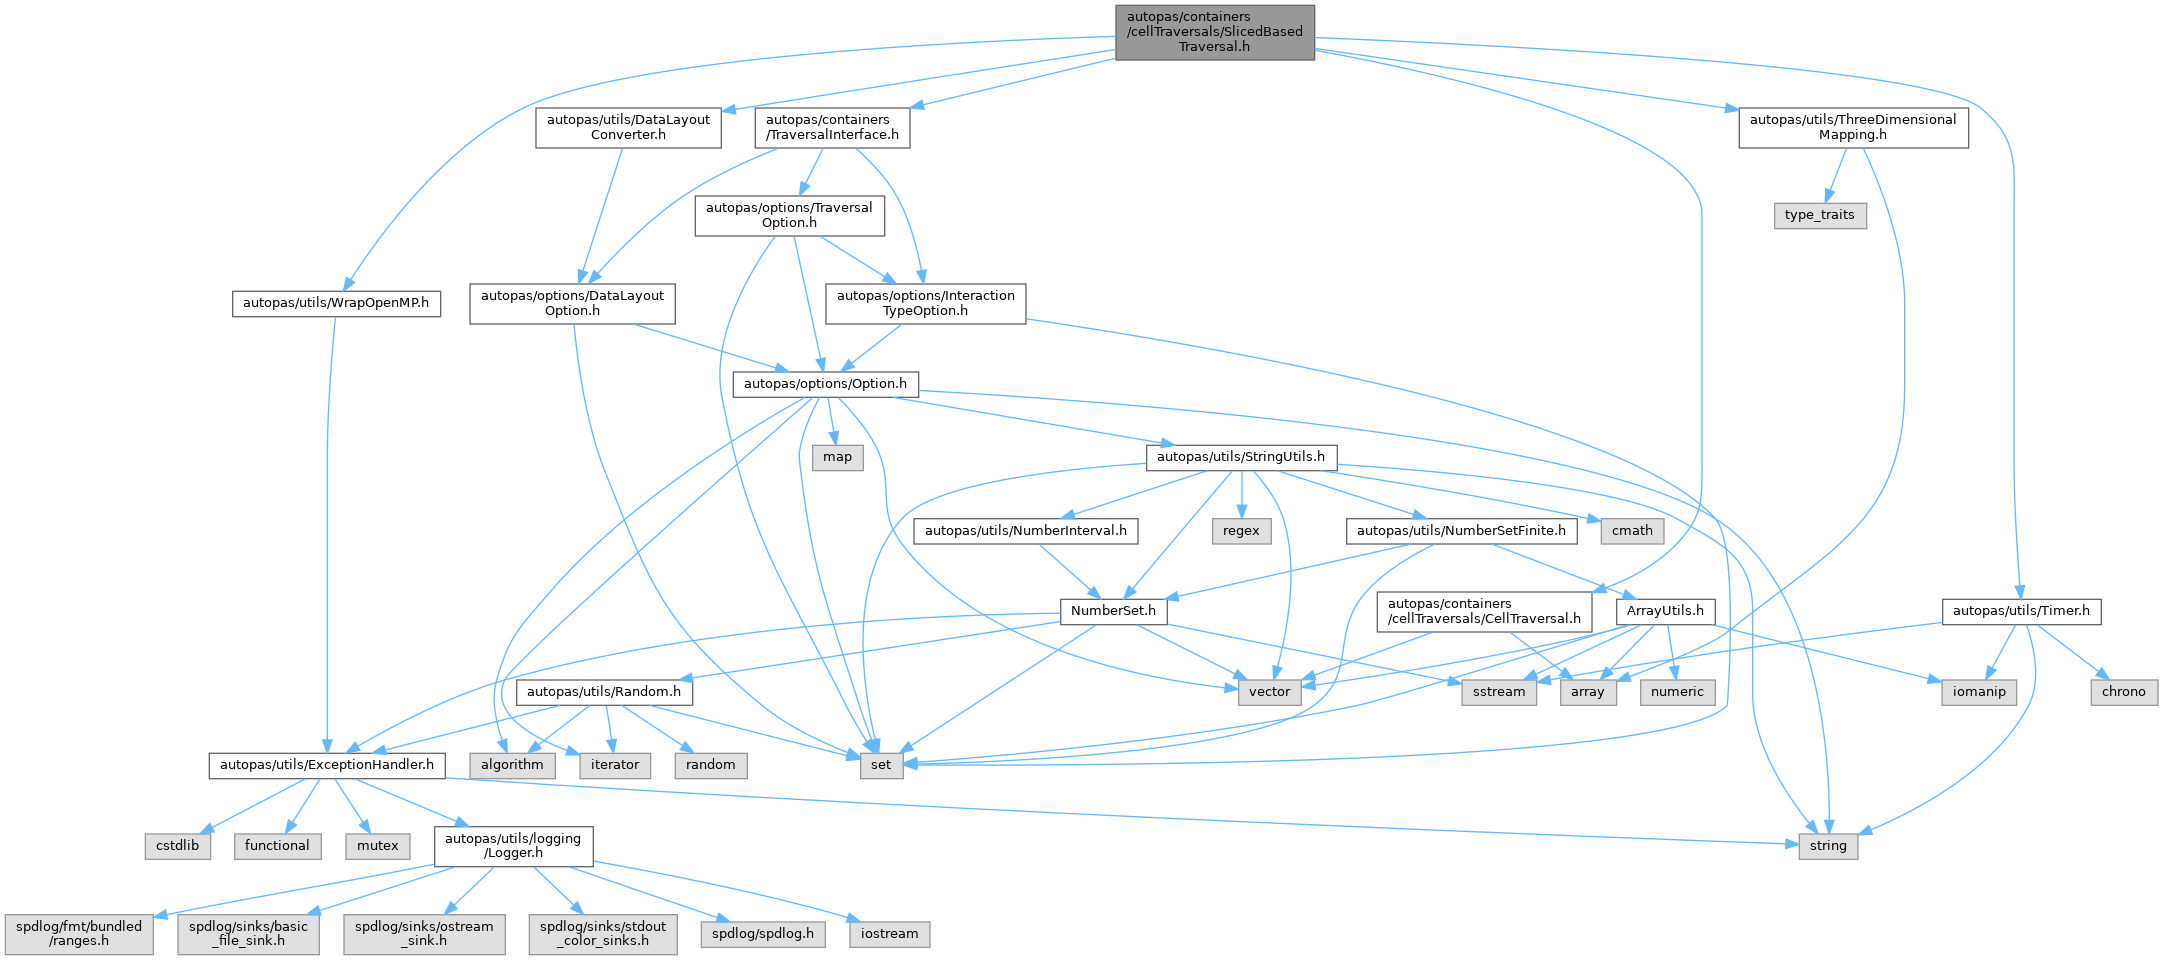 autopas/containers
/cellTraversals/SlicedBased
Traversal.h
autopas/utils/DataLayout
Converter.h
autopas/containers
/TraversalInterface.h
autopas/utils/ThreeDimensional
Mapping.h
autopas/options/Traversal
Option.h
type_traits
autopas/utils/WrapOpenMP.h
autopas/options/DataLayout
Option.h
autopas/options/Interaction
TypeOption.h
autopas/options/Option.h
map
autopas/utils/StringUtils.h
autopas/utils/NumberInterval.h
regex
autopas/utils/NumberSetFinite.h
cmath
autopas/containers
/cellTraversals/CellTraversal.h
NumberSet.h
ArrayUtils.h
autopas/utils/Timer.h
autopas/utils/Random.h
vector
sstream
array
numeric
iomanip
chrono
autopas/utils/ExceptionHandler.h
algorithm
iterator
random
set
cstdlib
functional
mutex
autopas/utils/logging
/Logger.h
string
spdlog/fmt/bundled
/ranges.h
spdlog/sinks/basic
_file_sink.h
spdlog/sinks/ostream
_sink.h
spdlog/sinks/stdout
_color_sinks.h
spdlog/spdlog.h
iostream